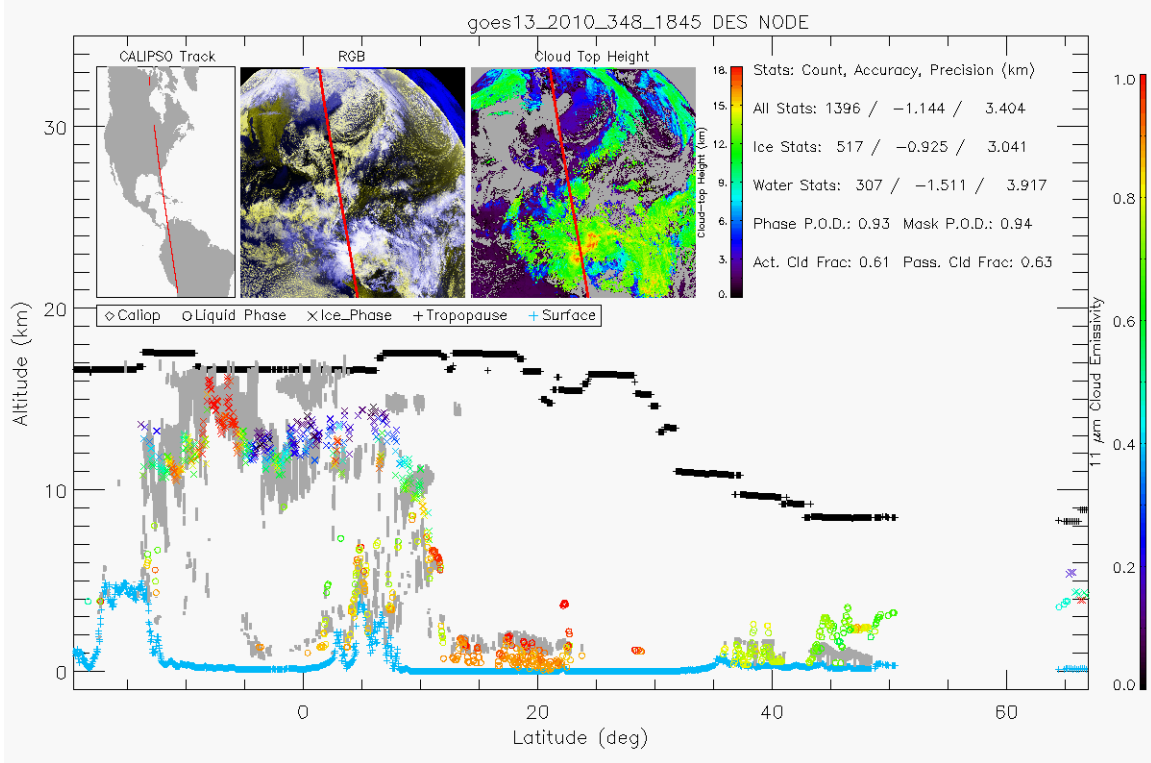 goes13_2010_348_1845 DES NODE
CALIPSO Track
RGB
Cloud Top Height
18.
15.
12.
9.
6.
3.
0.
Cloud-top Height (km)
Stats: Count, Accuracy, Precision (km)
All Stats: 1396 / -1.144 / 3.404
Ice Stats: 517 / -0.925 / 3.041
Water Stats: 307 / -1.511 / 3.917
Phase P.O.D.: 0.93 Mask P.O.D.: 0.94
Act. Cld Frac: 0.61 Pass. Cld Frac: 0.63
◇ Caliop ○ Liquid Phase × Ice_Phase + Tropopause + Surface
30
20
10
0
Altitude (km)
0 20 40 60
Latitude (deg)
1.0
0.8
0.6
0.4
0.2
0.0
11 μm Cloud Emissivity